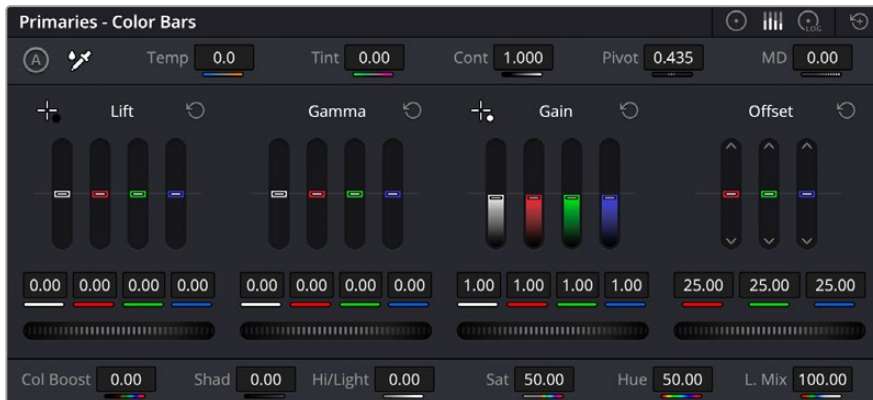 Primaries - Color Bars LOG
A Temp 0.0 Tint 0.00 Cont 1.000 Pivot 0.435 MD 0.00
Lift Gamma Gain Offset
0.00 0.00 0.00 0.00 0.00 0.00 0.00 0.00 1.00 1.00 1.00 1.00 25.00 25.00 25.00
Col Boost 0.00 Shad 0.00 Hi/Light 0.00 Sat 50.00 Hue 50.00 L. Mix 100.00